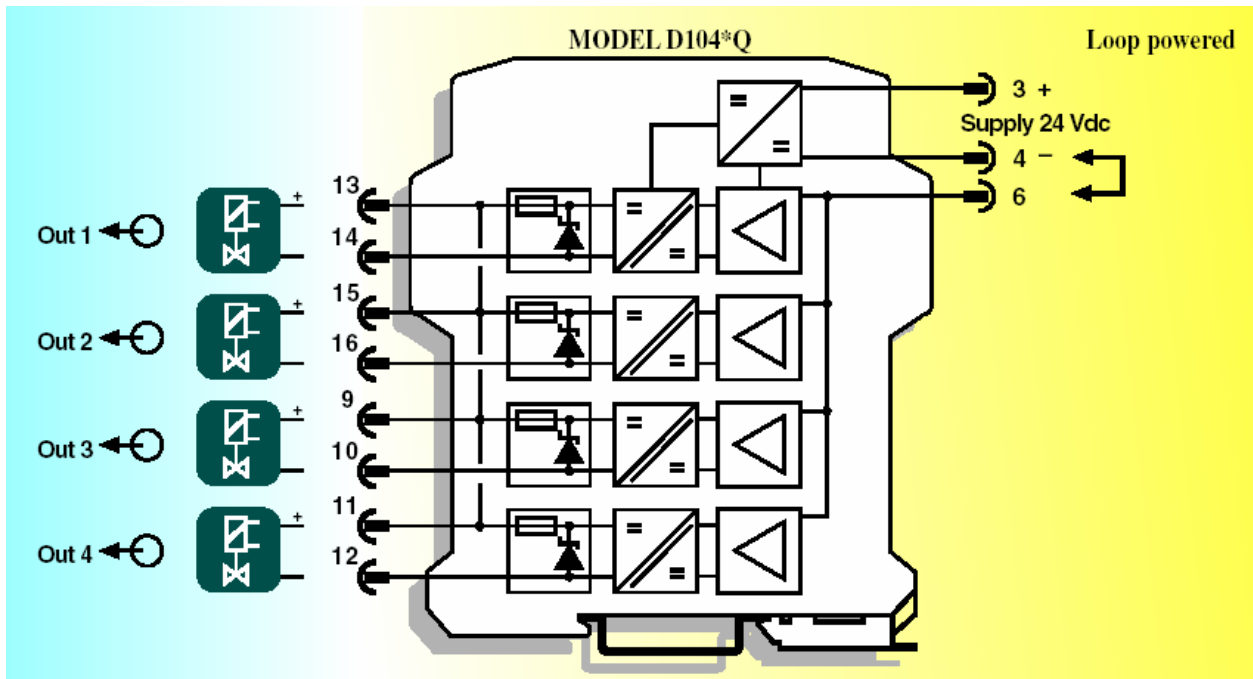 MODEL D104*Q
Loop powered
3 +
Supply 24 Vdc
4 –
6
13
+
Out 1
14
–
15
+
Out 2
16
–
9
+
Out 3
10
–
11
+
Out 4
12
–